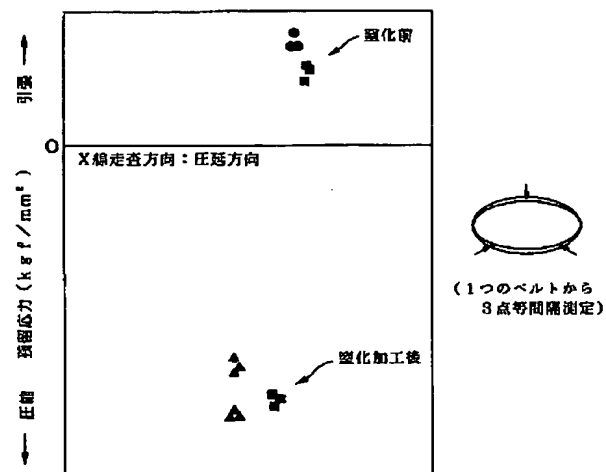 引張 →
窒化前
0
X線走査方向：圧延方向
残留応力(kgf/mm²)
(1つのベルトから
3点等間隔測定)
窒化加工後
← 圧縮